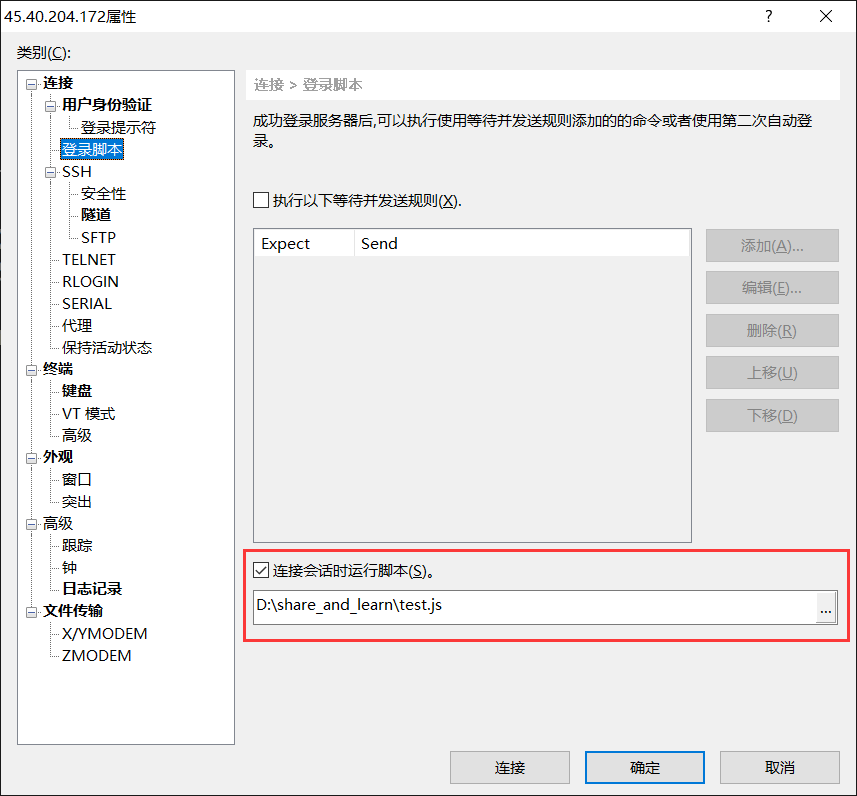 45.40.204.172属性
?
类别(C):
连接
用户身份验证
登录提示符
登录脚本
SSH
安全性
隧道
SFTP
TELNET
RLOGIN
SERIAL
代理
保持活动状态
终端
键盘
VT 模式
高级
外观
窗口
突出
高级
跟踪
钟
日志记录
文件传输
X/YMODEM
ZMODEM
连接 > 登录脚本
成功登录服务器后,可以执行使用等待并发送规则添加的的命令或者使用第二次自动登
录。
执行以下等待并发送规则(X).
Expect Send
添加(A)...
编辑(E)...
删除(R)
上移(U)
下移(D)
连接会话时运行脚本(S)。
D:\share_and_learn\test.js
...
连接 确定 取消